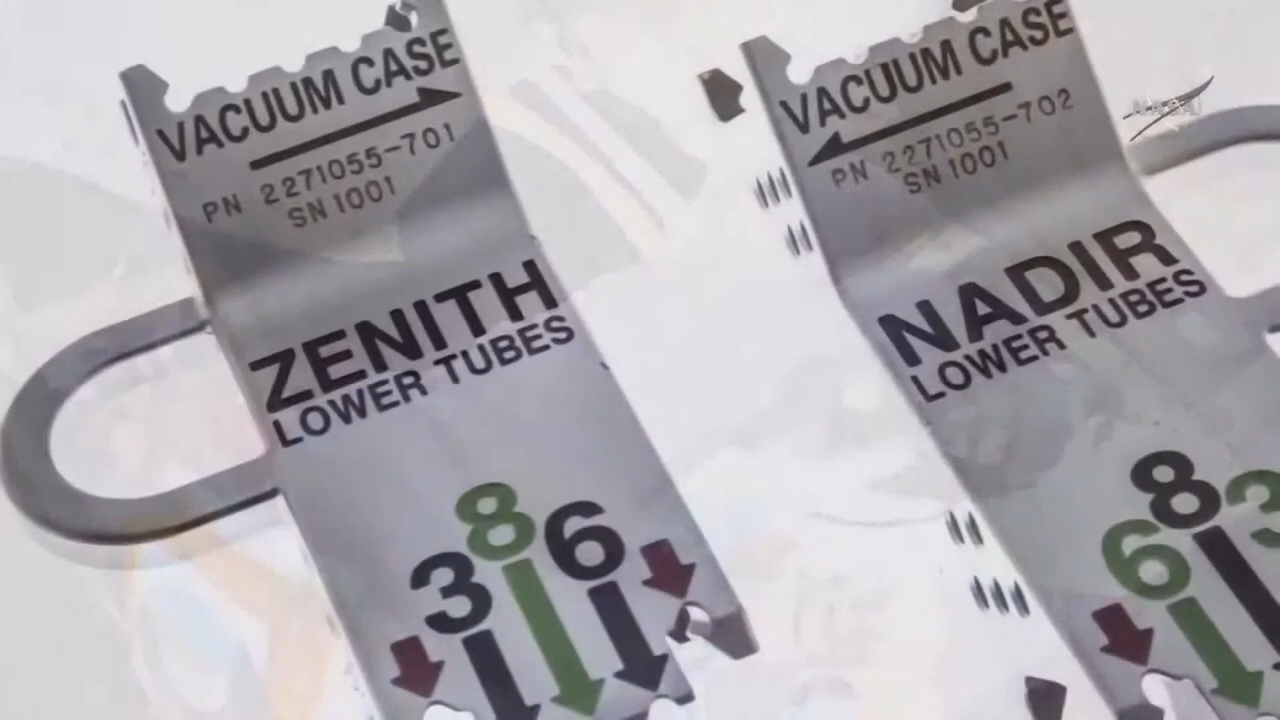 VACUUM CASE
PN 2271055-701
SN 1001
ZENITH
LOWER TUBES
3 8 6
VACUUM CASE
PN 2271055-702
SN 1001
NADIR
LOWER TUBES
6 8 3
NASA